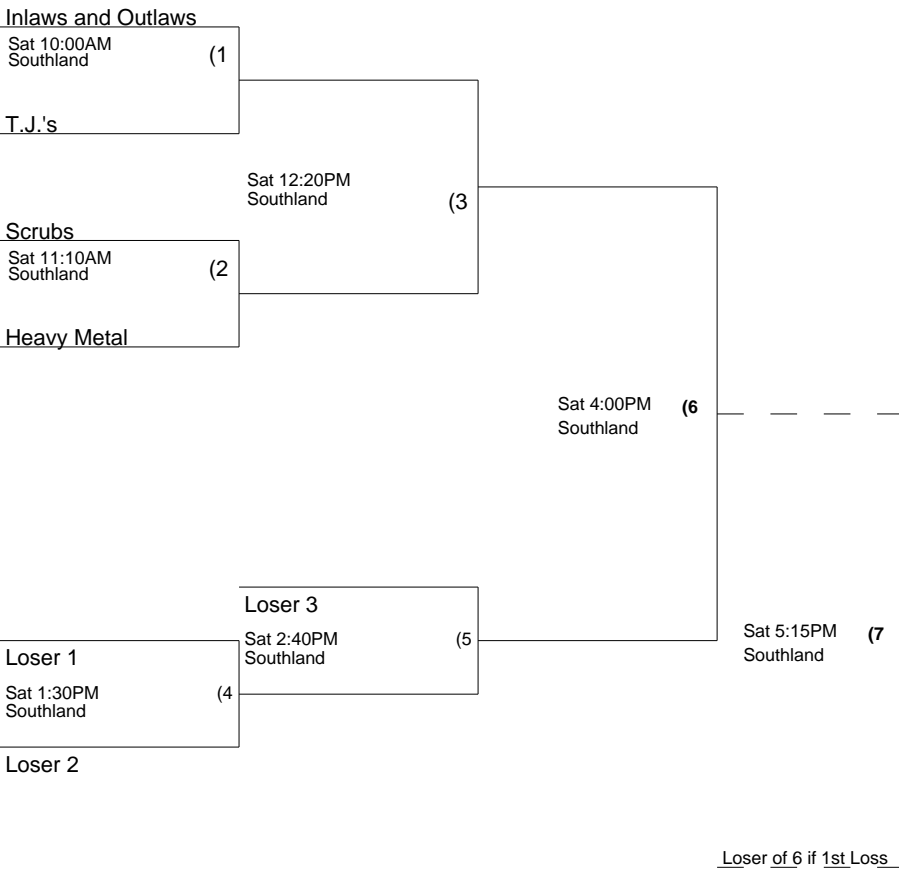 Inlaws and Outlaws
Sat 10:00AM
Southland
(1
T.J.'s
Sat 12:20PM
Southland
(3
Scrubs
Sat 11:10AM
Southland
(2
Heavy Metal
Sat 4:00PM
Southland
(6
Loser 3
Sat 2:40PM
Southland
(5
Sat 5:15PM
Southland
(7
Loser 1
Sat 1:30PM
Southland
(4
Loser 2
Loser of 6 if 1st Loss